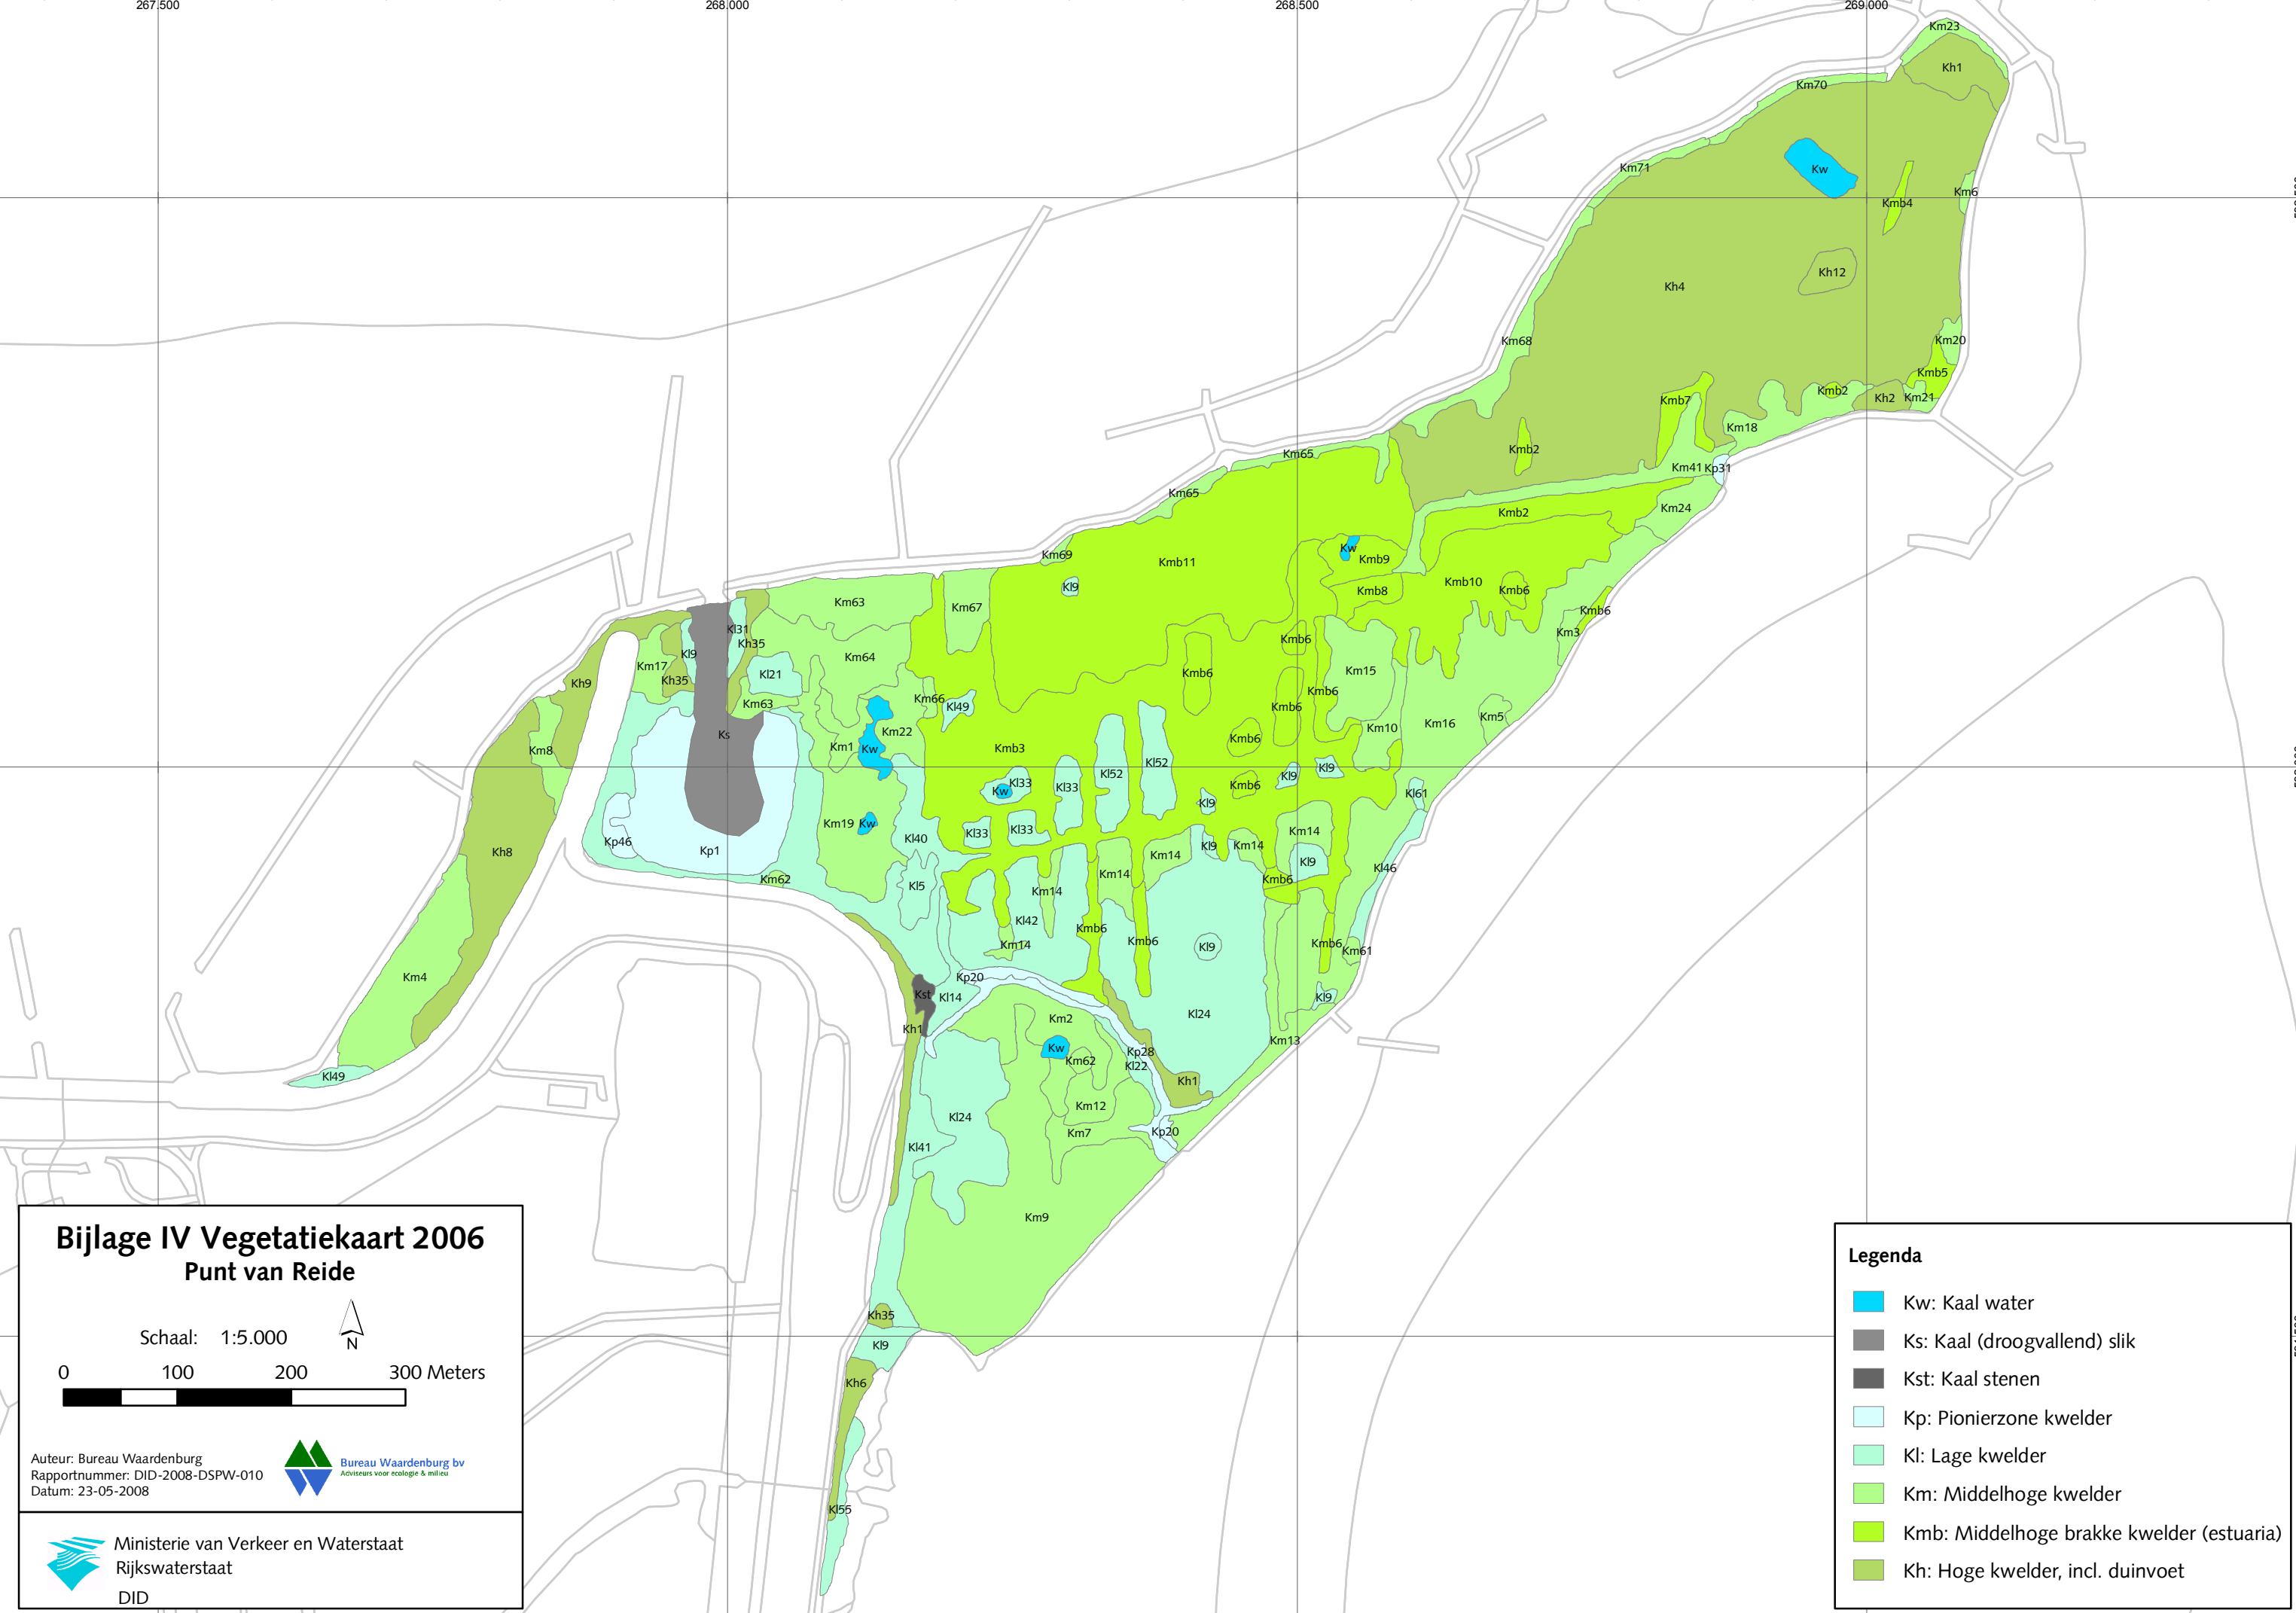 267.500
268.000
268.500
269.000
Km23
Kh1
Km70
Km71
Kw
Km6
Kmb4
Kh12
Kh4
Km68
Km20
Kmb5
Kmb2
Kh2
Km21
Kmb7
Km18
Kmb2
Km65
Km41
Kp31
Km65
Km24
Kmb2
Km69
Kw
Kmb9
Kmb11
Kl9
Kmb10
Kmb8
Kmb6
Km63
Km67
Kmb6
Kl31
Kh35
Km3
Kmb6
Kl9
Km64
Km17
Kh35
Kl21
Km15
Kmb6
Kh9
Km66
Kmb6
Km63
Kl49
Kmb6
Km5
Km16
Ks
Km22
Km10
Kmb6
Km8
Km1
Kw
Kmb3
Kl52
Kl52
Kl9
Kl9
Kl33
Kw
Kl33
Kmb6
Kl61
Kl9
Km19
Kw
Kl33
Kl33
Km14
Kp46
Kl40
Kp1
Kh8
Km14
Kl9
Km14
Kl9
Kl46
Km62
Kl5
Km14
Km14
Kmb6
Kl42
Kmb6
Kmb6
Km14
Kl9
Kmb6
Km61
Km4
Kp20
Kst
Kl14
Kl9
Kh1
Km2
Kl24
Km13
Kw
Km62
Kp28
Kl22
Kl49
Kh1
Km12
Kl24
Km7
Kp20
Kl41
Km9
Kh35
Kl9
Kh6
Kl55
Bijlage IV Vegetatiekaart 2006
Punt van Reide
Schaal: 1:5.000
N
0 100 200 300 Meters
Auteur: Bureau Waardenburg
Rapportnummer: DID-2008-DSPW-010
Datum: 23-05-2008
Bureau Waardenburg bv
Adviseurs voor ecologie & milieu
Ministerie van Verkeer en Waterstaat
Rijkswaterstaat
DID
Legenda
Kw: Kaal water
Ks: Kaal (droogvallend) slik
Kst: Kaal stenen
Kp: Pionierzone kwelder
Kl: Lage kwelder
Km: Middelhoge kwelder
Kmb: Middelhoge brakke kwelder (estuaria)
Kh: Hoge kwelder, incl. duinvoet